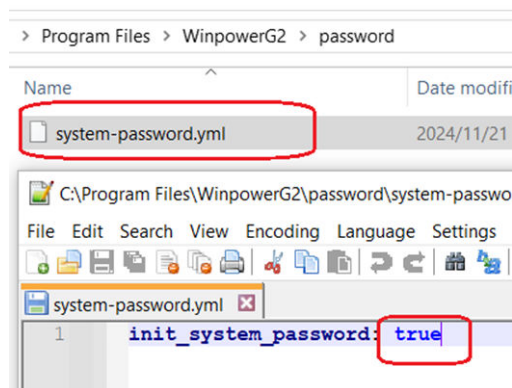 > Program Files > WinpowerG2 > password
Name Date modifi
system-password.yml 2024/11/21
C:\Program Files\WinpowerG2\password\system-passwo
File Edit Search View Encoding Language Settings
system-password.yml
1 init_system_password: true